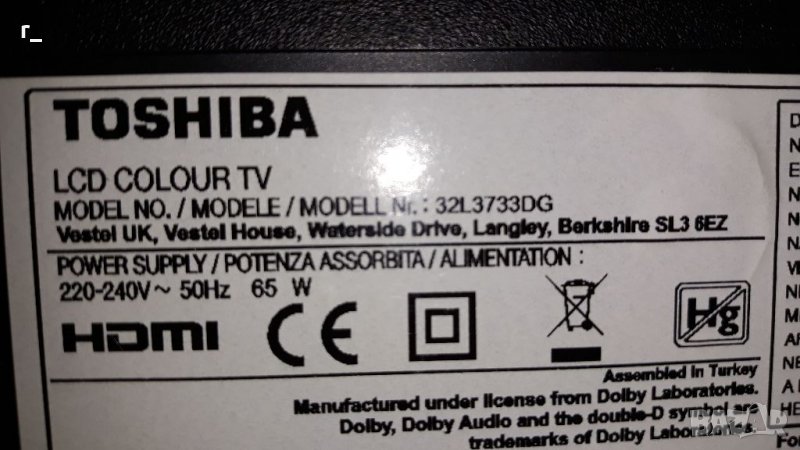 r_
TOSHIBA
LCD COLOUR TV
MODEL NO. / MODELE / MODELL Nr. : 32L3733DG
Vestel UK, Vestel House, Waterside Drive, Langley, Berkshire SL3 6EZ
POWER SUPPLY / POTENZA ASSORBITA / ALIMENTATION :
220-240V ~ 50Hz 65 W
HDMI CE Hg
Assembled in Turkey
Manufactured under license from Dolby Laboratories.
Dolby, Dolby Audio and the double-D symbol are
trademarks of Dolby Laboratories.
BAZAR